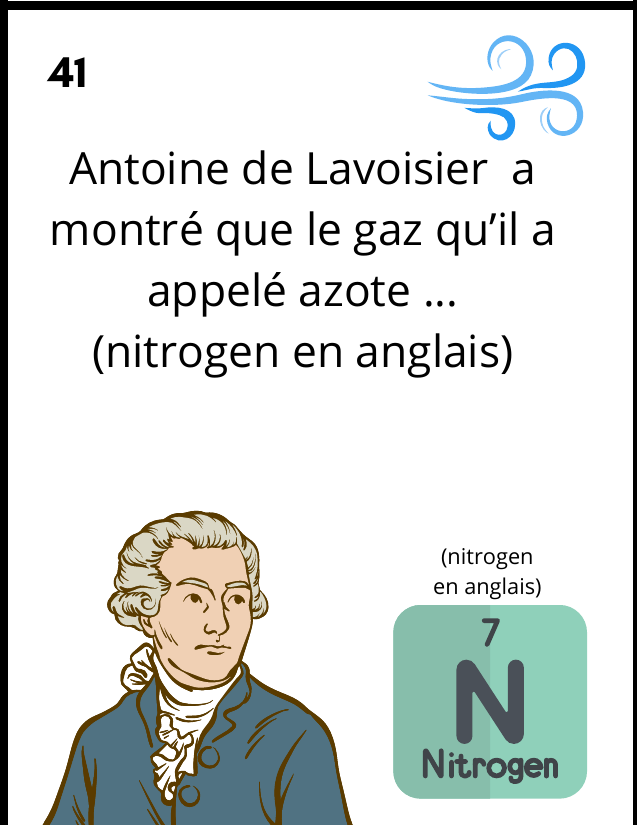 41
Antoine de Lavoisier a
montré que le gaz qu’il a
appelé azote ...
(nitrogen en anglais)
(nitrogen
en anglais)
7
N
Nitrogen